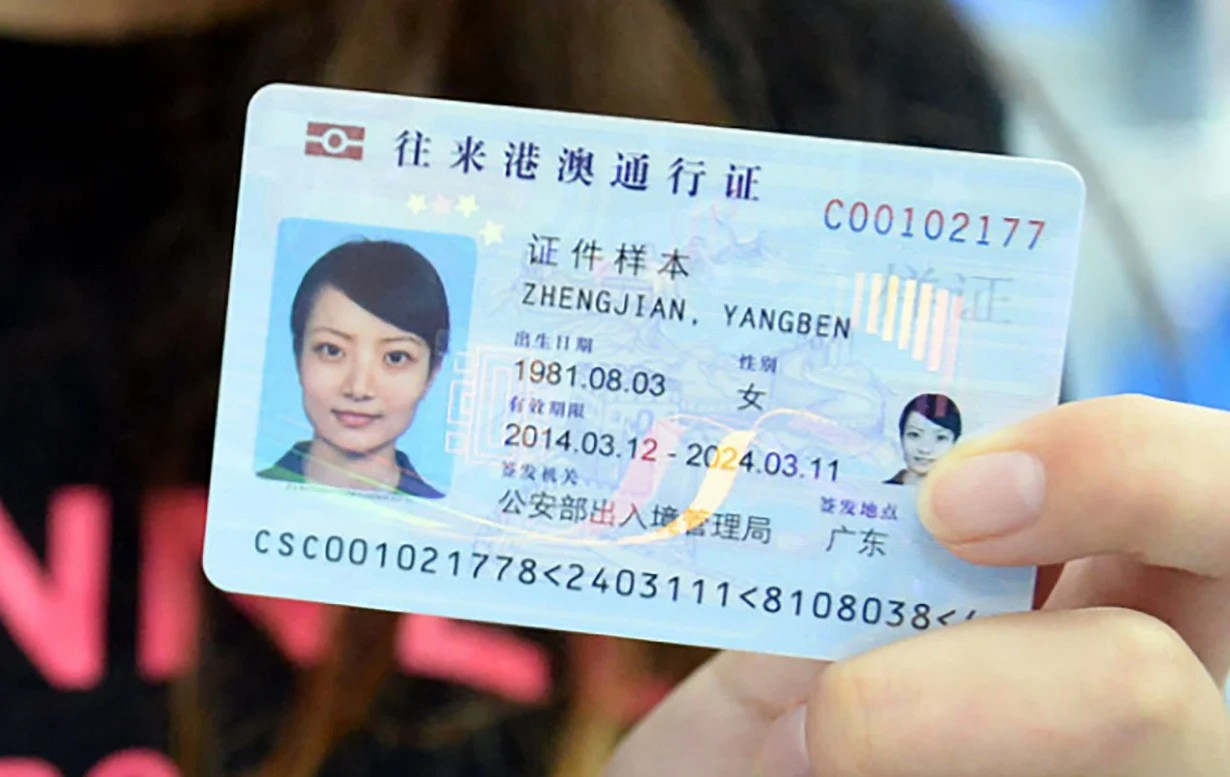 往来港澳通行证
C00102177
样证
证件样本
ZHENGJIAN, YANGBEN
出生日期
性别
1981.08.03
女
有效期限
2014.03.12 - 2024.03.11
签发机关
签发地点
公安部出入境管理局
广东
CSC001021778<2403111<8108038<